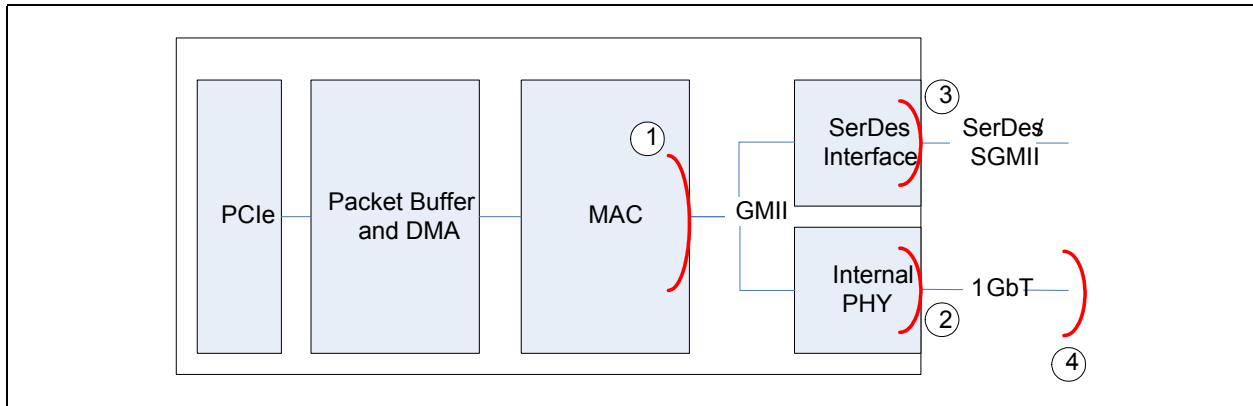 PCIe
Packet Buffer
and DMA
MAC
1
GMII
SerDes
Interface
3
SerDes/
SGMII
Internal
PHY
2
1GbT
4